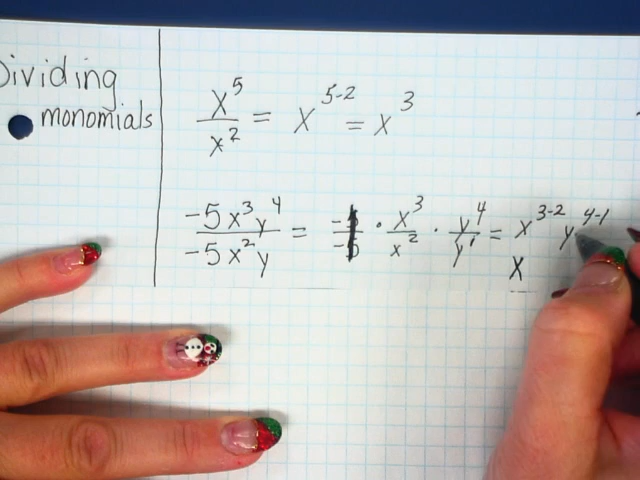 Dividing
monomials
x^5/x^2 = x^{5-2} = x^3
-5x^3y^4/-5x^2y = -5/-5 · x^3/x^2 · y^4/y^1 = x^{3-2} y^{4-1}
x